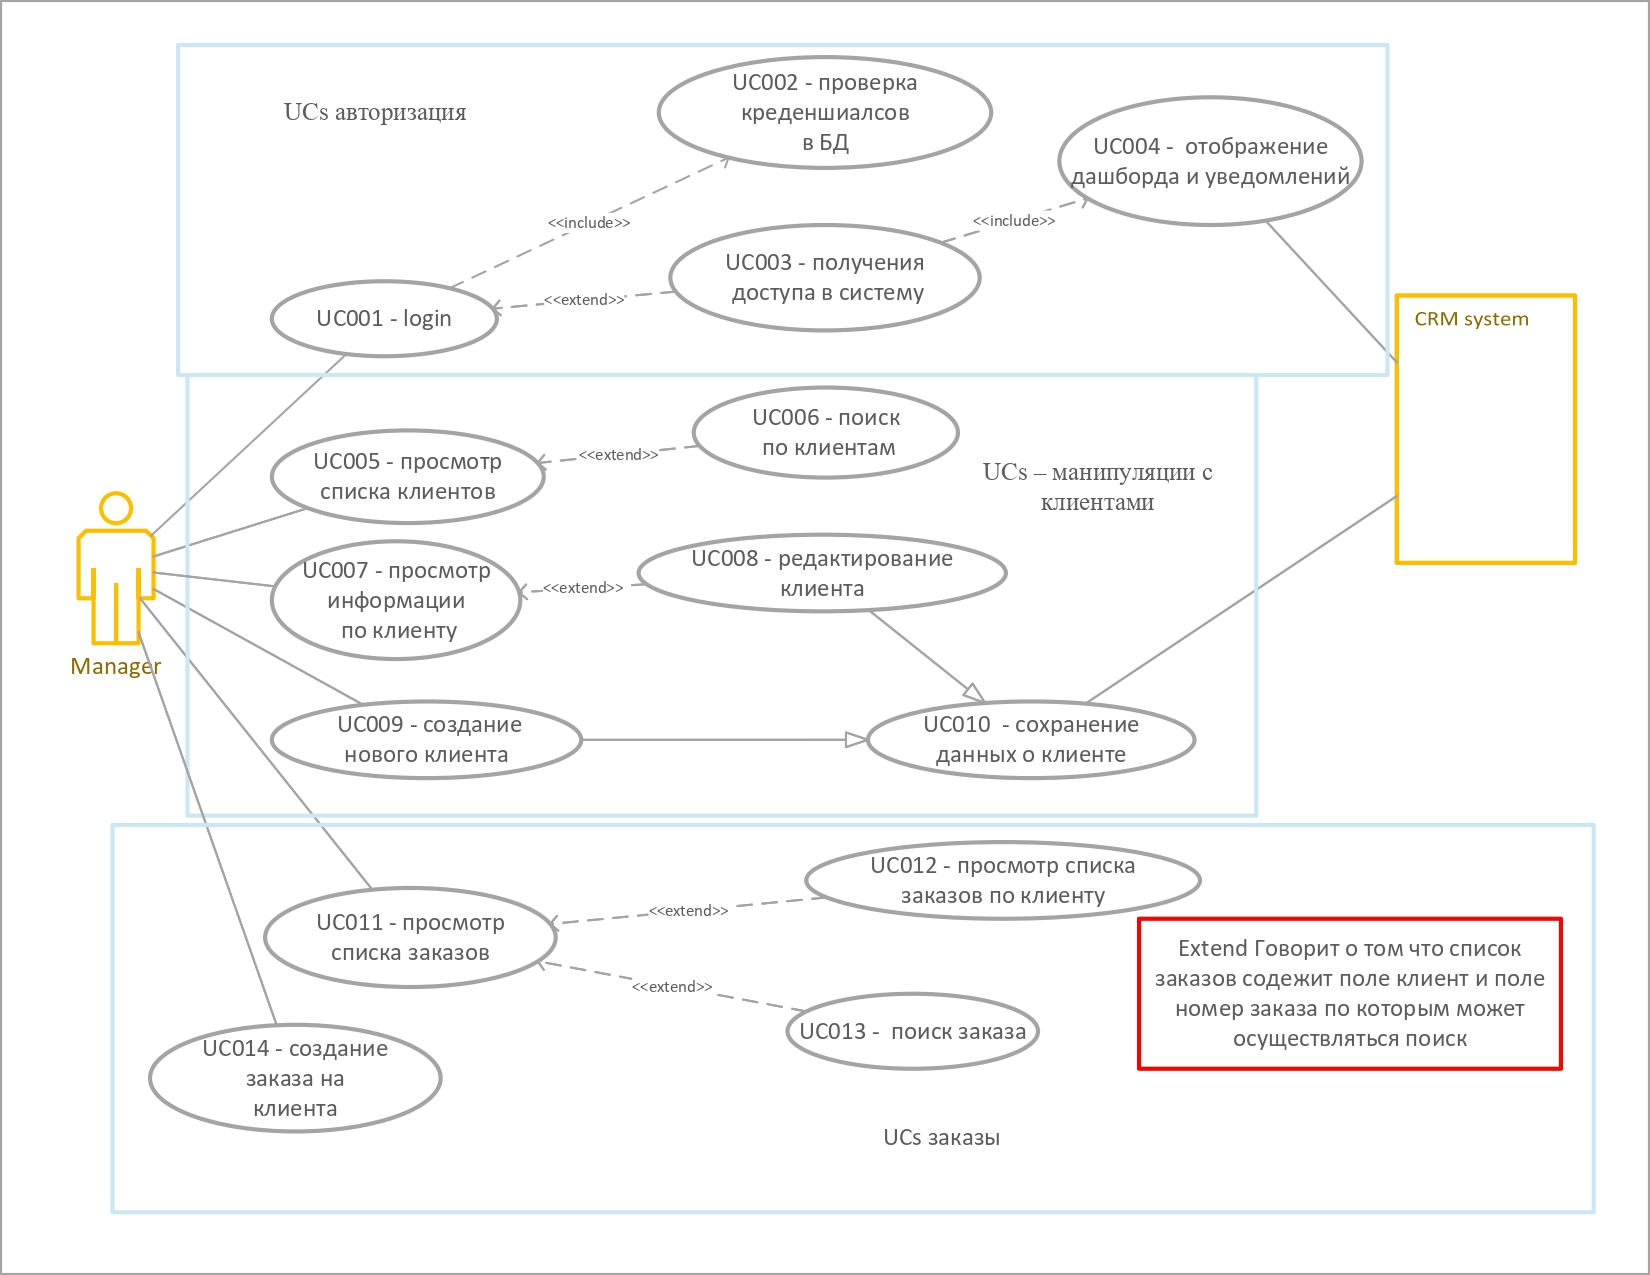 UCs авторизация
UC002 - проверка
креденшиалсов
в БД
UC004 -  отображение
дашборда и уведомлений
<<include>>
<<include>>
UC003 - получения
доступа в систему
<<extend>>
UC001 - login
CRM system
UC006 - поиск
по клиентам
UC005 - просмотр
списка клиентов
<<extend>>
UCs – манипуляции с
клиентами
UC008 - редактирование
клиента
UC007 - просмотр
информации
по клиенту
<<extend>>
Manager
UC009 - создание
нового клиента
UC010  - сохранение
данных о клиенте
UC012 - просмотр списка
заказов по клиенту
<<extend>>
UC011 - просмотр
списка заказов
<<extend>>
UC013 -  поиск заказа
Extend Говорит о том что список
заказов содежит поле клиент и поле
номер заказа по которым может
осуществляться поиск
UC014 - создание
заказа на
клиента
UCs заказы